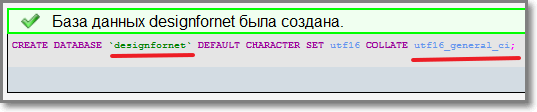 База данных designfornet была создана.
CREATE DATABASE `designfornet` DEFAULT CHARACTER SET utf16 COLLATE utf16_general_ci;